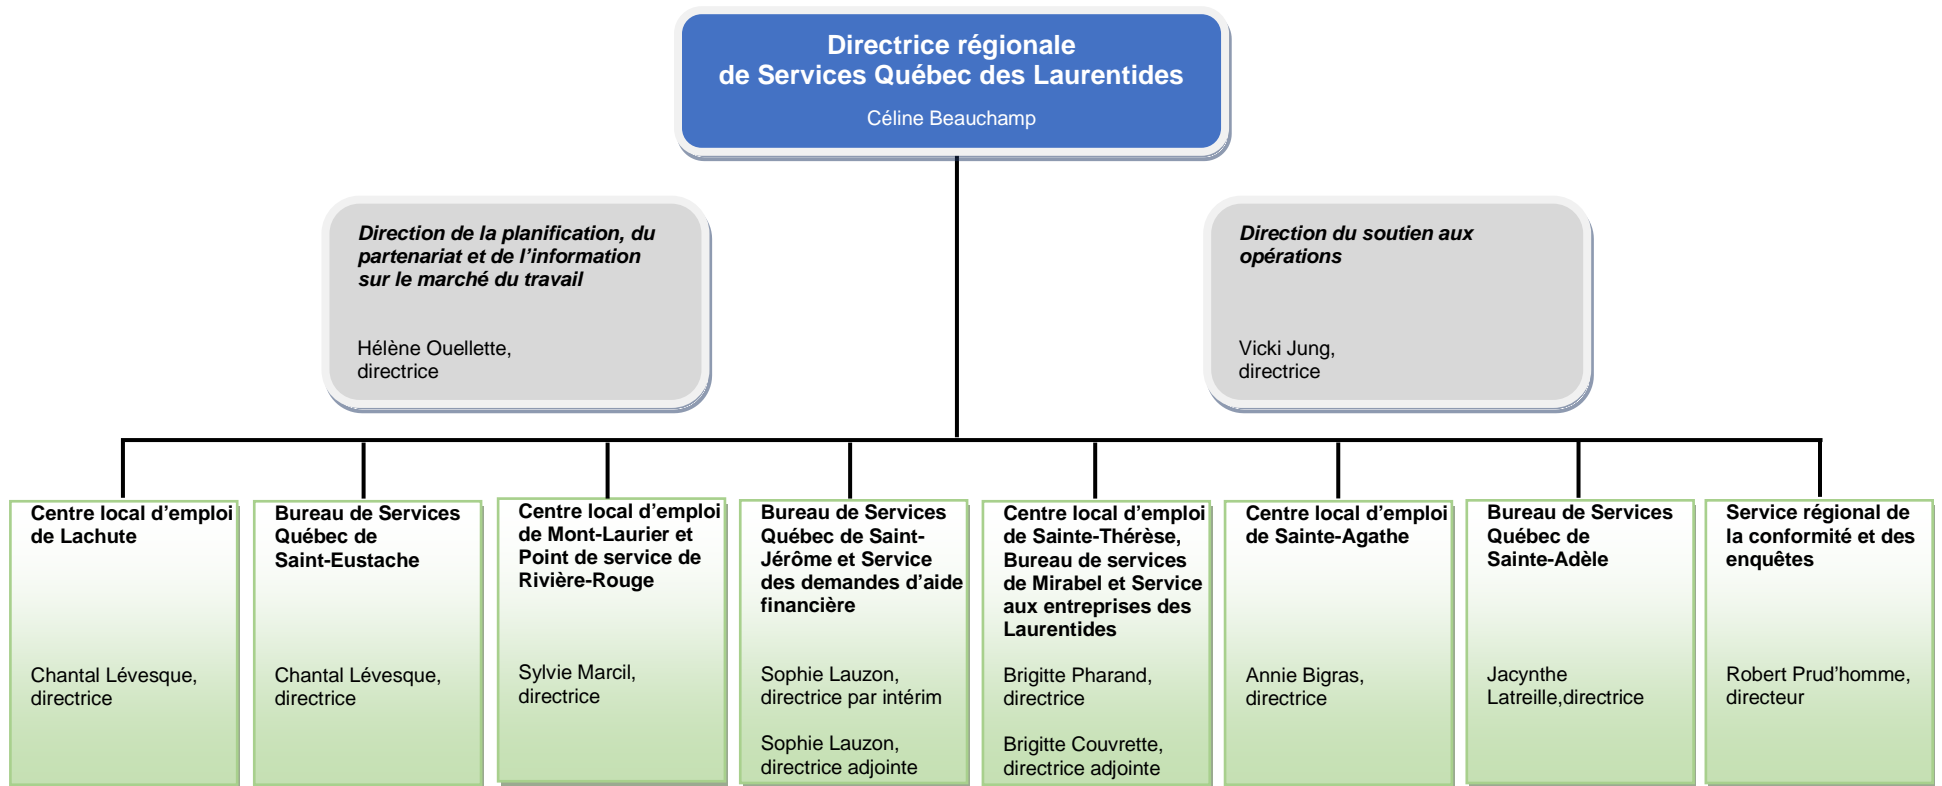 Directrice régionale
de Services Québec des Laurentides
Céline Beauchamp
Direction de la planification, du
partenariat et de l’information
sur le marché du travail
Hélène Ouellette,
directrice
Direction du soutien aux
opérations
Vicki Jung,
directrice
Centre local d’emploi
de Lachute
Chantal Lévesque,
directrice
Bureau de Services
Québec de
Saint-Eustache
Chantal Lévesque,
directrice
Centre local d’emploi
de Mont-Laurier et
Point de service de
Rivière-Rouge
Sylvie Marcil,
directrice
Bureau de Services
Québec de Saint-
Jérôme et Service
des demandes d’aide
financière
Sophie Lauzon,
directrice par intérim
Sophie Lauzon,
directrice adjointe
Centre local d’emploi
de Sainte-Thérèse,
Bureau de services
de Mirabel et Service
aux entreprises des
Laurentides
Brigitte Pharand,
directrice
Brigitte Couvrette,
directrice adjointe
Centre local d’emploi
de Sainte-Agathe
Annie Bigras,
directrice
Bureau de Services
Québec de
Sainte-Adèle
Jacynthe
Latreille,directrice
Service régional de
la conformité et des
enquêtes
Robert Prud’homme,
directeur